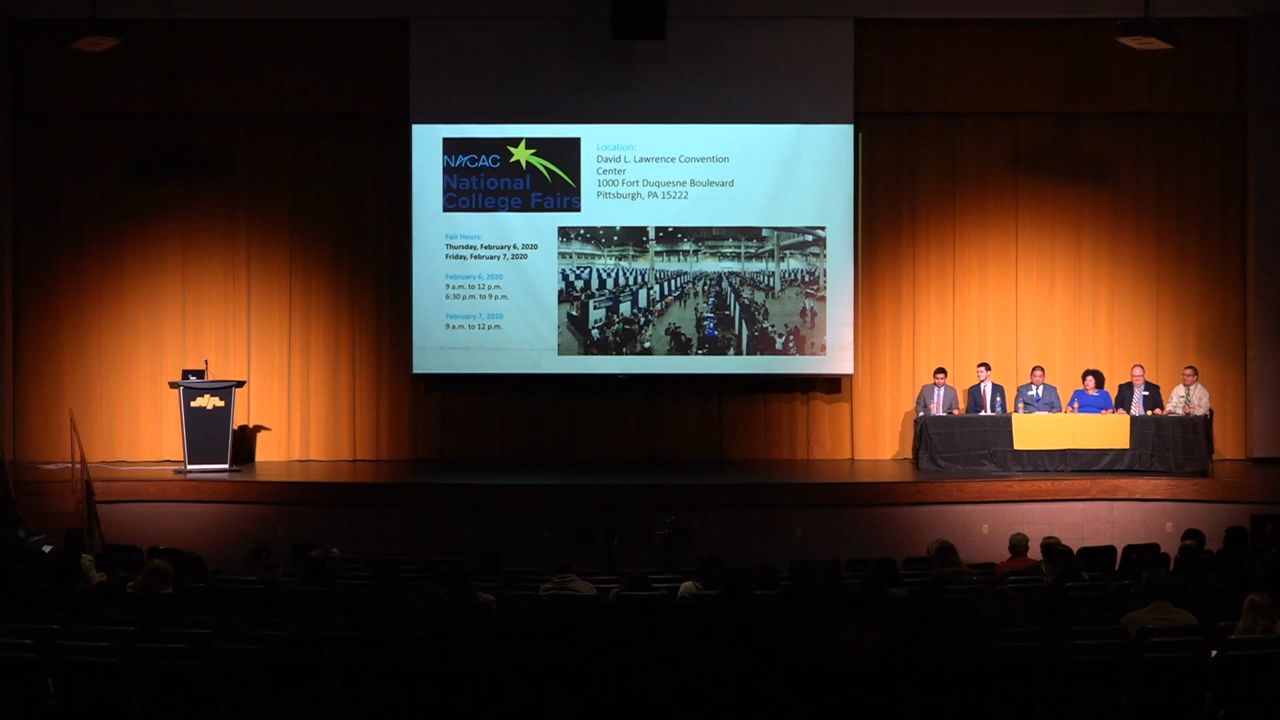 NACAC
National
College Fairs
Location:
David L. Lawrence Convention
Center
1000 Fort Duquesne Boulevard
Pittsburgh, PA 15222
Fair Hours:
Thursday, February 6, 2020
Friday, February 7, 2020
February 6, 2020
9 a.m. to 12 p.m.
6:30 p.m. to 9 p.m.
February 7, 2020
9 a.m. to 12 p.m.